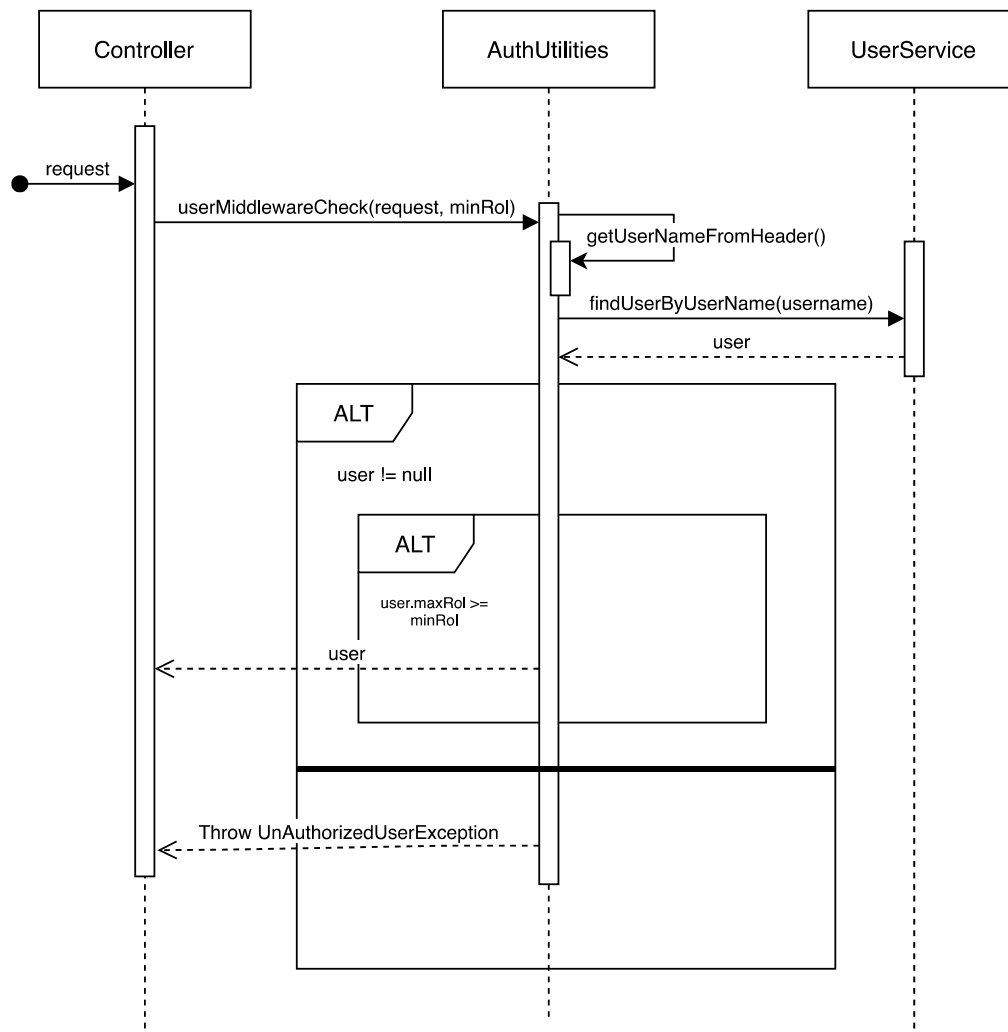 Controller
AuthUtilities
UserService
request
userMiddlewareCheck(request, minRol)
getUserNameFromHeader()
findUserByUserName(username)
user
ALT
user != null
ALT
user.maxRol >=
minRol
user
Throw UnAuthorizedUserException